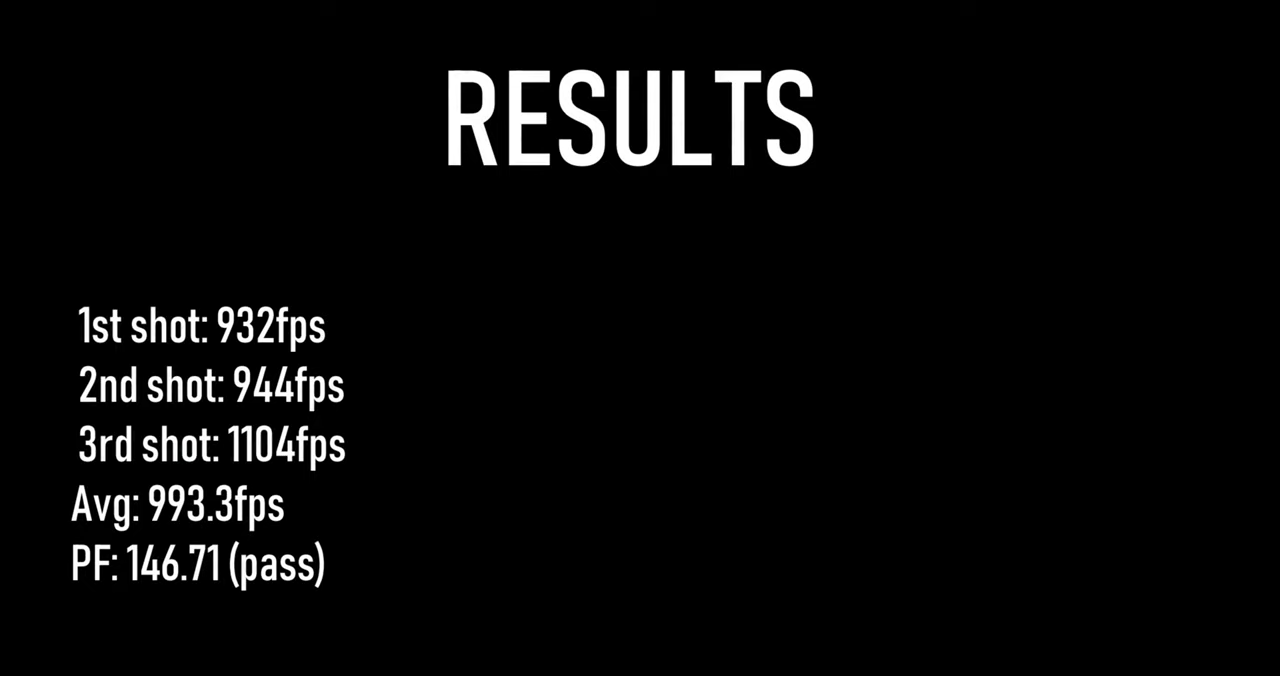 RESULTS
1st shot: 932fps
2nd shot: 944fps
3rd shot: 1104fps
Avg: 993.3fps
PF: 146.71 (pass)